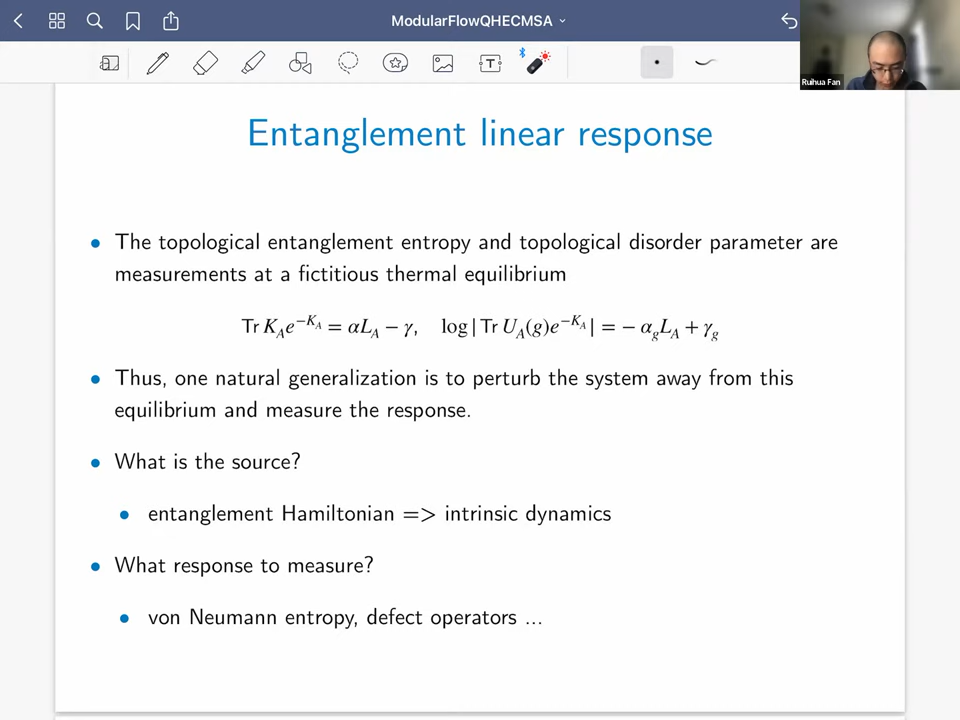 ModularFlowQHECMSA
Ruihua Fan
Entanglement linear response
• The topological entanglement entropy and topological disorder parameter are
measurements at a fictitious thermal equilibrium
Tr K_A e^{-K_A} = αL_A − γ, log | Tr U_A(g)e^{-K_A} | = − α_g L_A + γ_g
• Thus, one natural generalization is to perturb the system away from this
equilibrium and measure the response.
• What is the source?
• entanglement Hamiltonian => intrinsic dynamics
• What response to measure?
• von Neumann entropy, defect operators ...